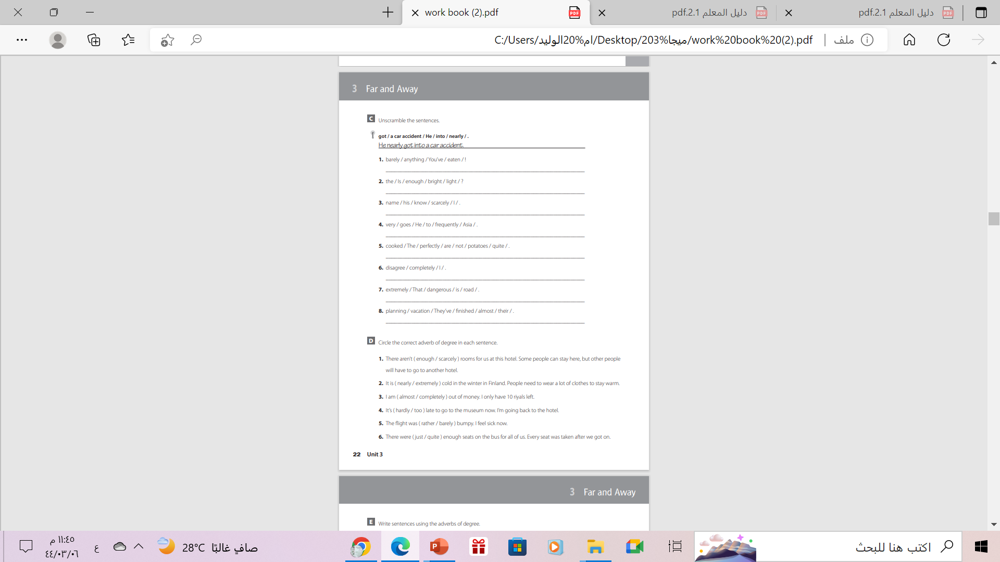 work book (2).pdf
دليل المعلم 2.1.pdf
دليل المعلم 2.1.pdf
C:/Users/ام%20الوليد/Desktop/ميجا%203/work%20book%20(2).pdf
ملف
3 Far and Away
C Unscramble the sentences.
got / a car accident / He / into / nearly / .
He nearly got into a car accident.
1. barely / anything / You've / eaten / !
2. the / Is / enough / bright / light / ?
3. name / his / know / scarcely / I / .
4. very / goes / He / to / frequently / Asia / .
5. cooked / The / perfectly / are / not / potatoes / quite / .
6. disagree / completely / I / .
7. extremely / That / dangerous / is / road / .
8. planning / vacation / They've / finished / almost / their / .
D Circle the correct adverb of degree in each sentence.
1. There aren't ( enough / scarcely ) rooms for us at this hotel. Some people can stay here, but other people
will have to go to another hotel.
2. It is ( nearly / extremely ) cold in the winter in Finland. People need to wear a lot of clothes to stay warm.
3. I am ( almost / completely ) out of money. I only have 10 riyals left.
4. It's ( hardly / too ) late to go to the museum now. I'm going back to the hotel.
5. The flight was ( rather / barely ) bumpy. I feel sick now.
6. There were ( just / quite ) enough seats on the bus for all of us. Every seat was taken after we got on.
22 Unit 3
3 Far and Away
E Write sentences using the adverbs of degree.
اكتب هنا للبحث
28°C صافٍ غالبًا
ع
١١:٤٥ م
٤٤/٠٣/٠٦